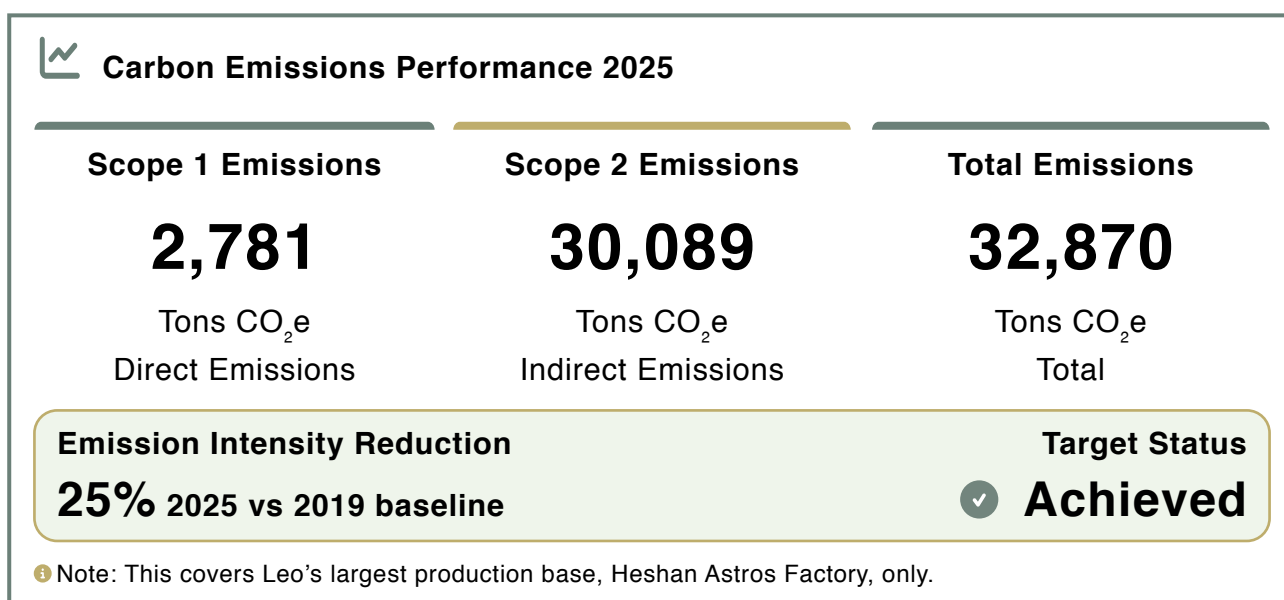 Carbon Emissions Performance 2025
Scope 1 Emissions
2,781
Tons CO₂e
Direct Emissions
Scope 2 Emissions
30,089
Tons CO₂e
Indirect Emissions
Total Emissions
32,870
Tons CO₂e
Total
Emission Intensity Reduction
25% 2025 vs 2019 baseline
Target Status
Achieved
Note: This covers Leo’s largest production base, Heshan Astros Factory, only.